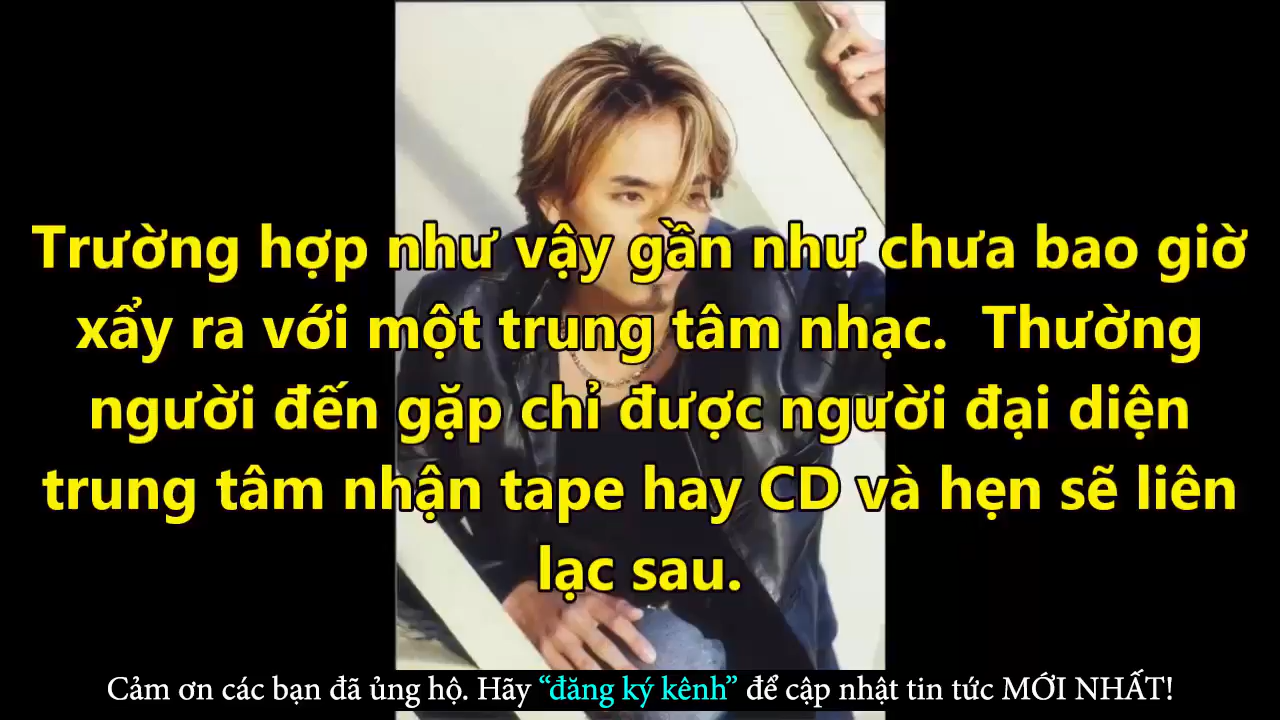 Trường hợp như vậy gần như chưa bao giờ
xẩy ra với một trung tâm nhạc.  Thường
người đến gặp chỉ được người đại diện
trung tâm nhận tape hay CD và hẹn sẽ liên
lạc sau.
Cảm ơn các bạn đã ủng hộ. Hãy “đăng ký kênh” để cập nhật tin tức MỚI NHẤT!